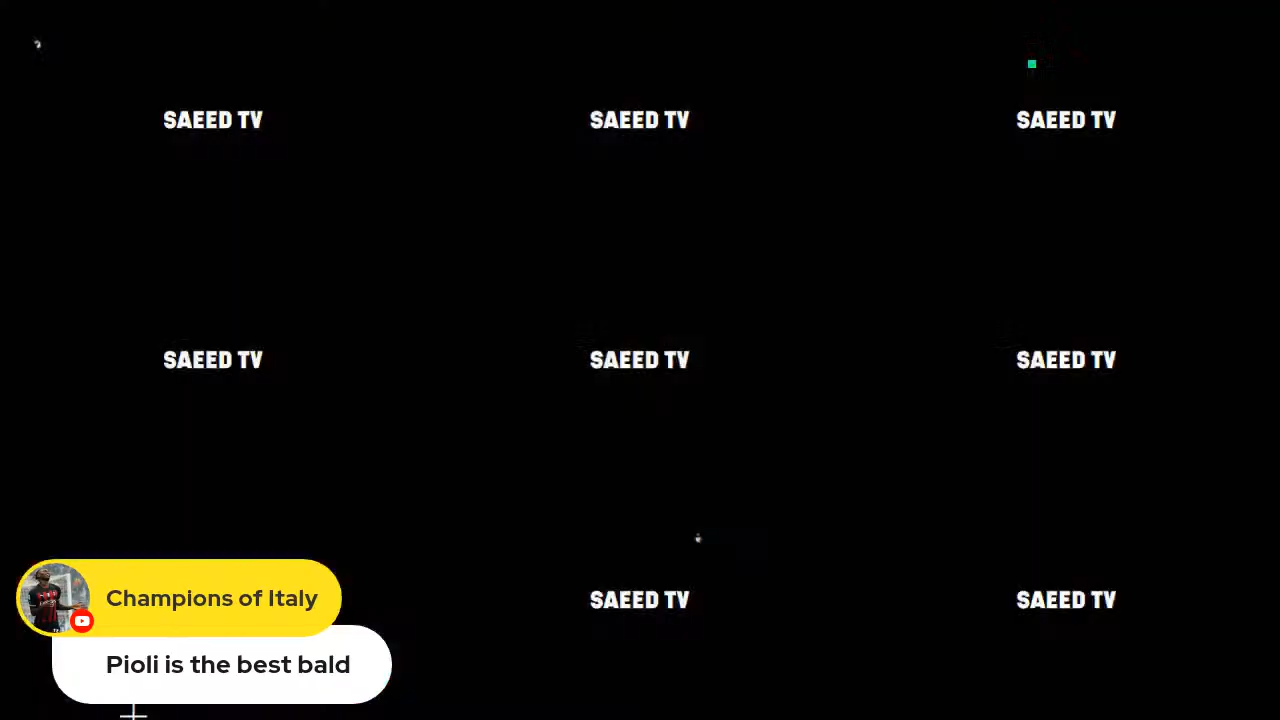 SAEED TV SAEED TV SAEED TV
SAEED TV SAEED TV SAEED TV
SAEED TV SAEED TV
Champions of Italy
Pioli is the best bald